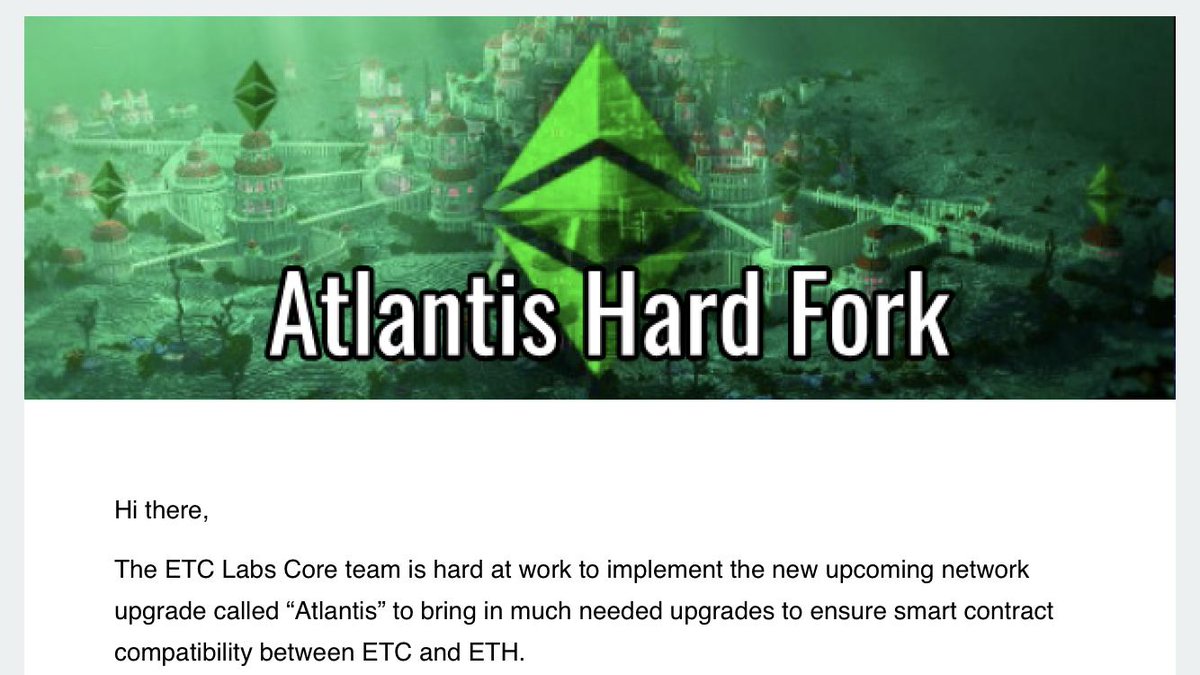 Atlantis Hard Fork
Hi there,
The ETC Labs Core team is hard at work to implement the new upcoming network
upgrade called “Atlantis” to bring in much needed upgrades to ensure smart contract
compatibility between ETC and ETH.